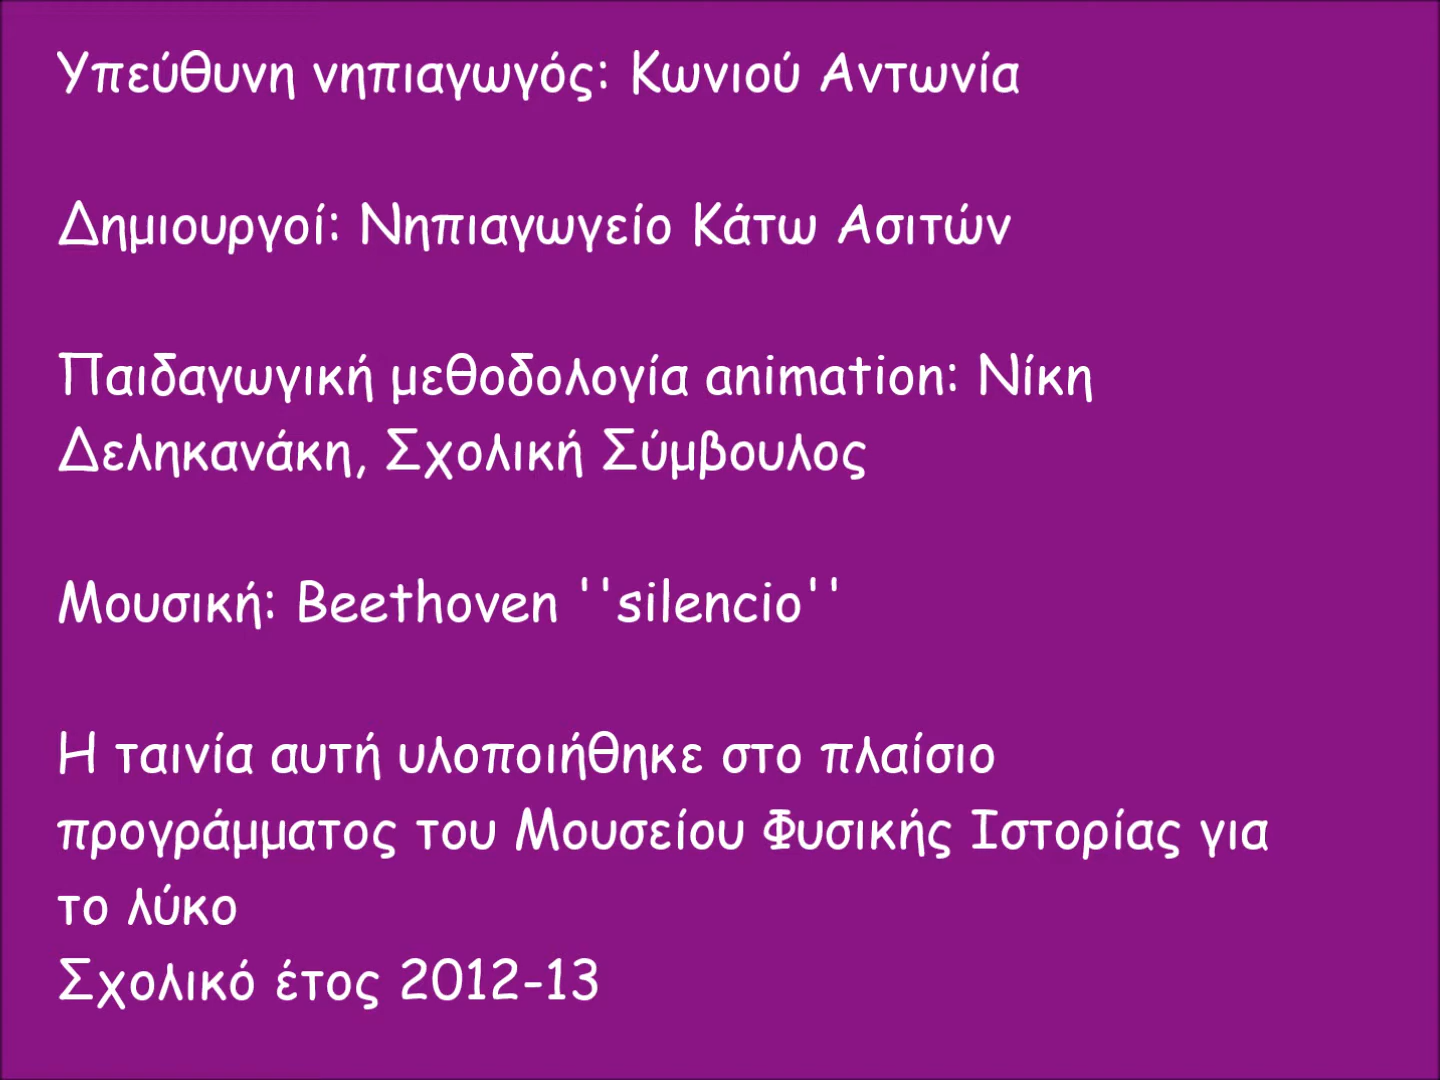 Υπεύθυνη νηπιαγωγός: Κωνιού Αντωνία
Δημιουργοί: Νηπιαγωγείο Κάτω Ασιτών
Παιδαγωγική μεθοδολογία animation: Νίκη
Δεληκανάκη, Σχολική Σύμβουλος
Μουσική: Beethoven ''silencio''
Η ταινία αυτή υλοποιήθηκε στο πλαίσιο
προγράμματος του Μουσείου Φυσικής Ιστορίας για
το λύκο
Σχολικό έτος 2012-13